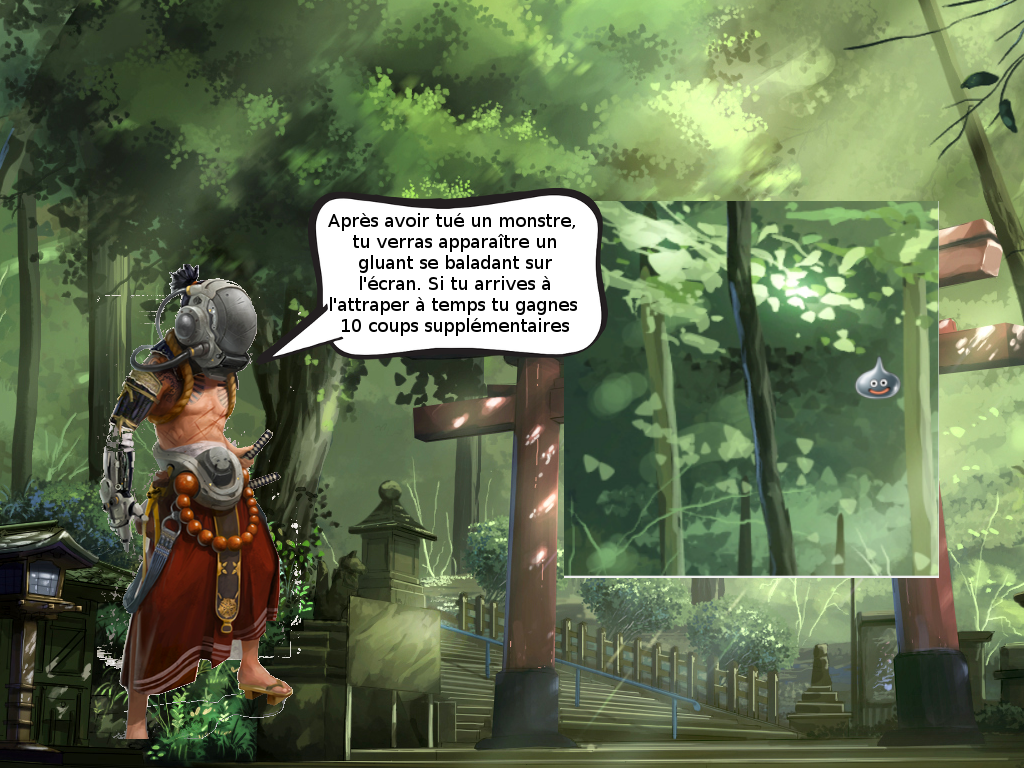 Après avoir tué un monstre,
tu verras apparaître un
gluant se baladant sur
l'écran. Si tu arrives à
l'attraper à temps tu gagnes
10 coups supplémentaires